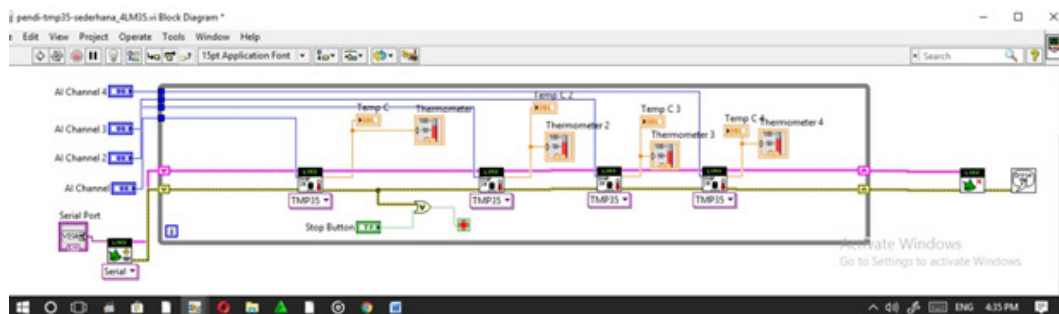 pendi-tmp35-sederhana_4LM35.vi Block Diagram *
Edit View Project Operate Tools Window Help
15pt Application Font
Search
AI Channel 4
AI Channel 3
AI Channel 2
AI Channel
Serial Port
VISA
Serial
Temp C
Thermometer
Temp C 2
Thermometer 2
Temp C 3
Thermometer 3
Temp C 4
Thermometer 4
TMP35
TMP35
TMP35
TMP35
Stop Button
TF
i
Activate Windows
Go to Settings to activate Windows.
ENG 4:35 PM